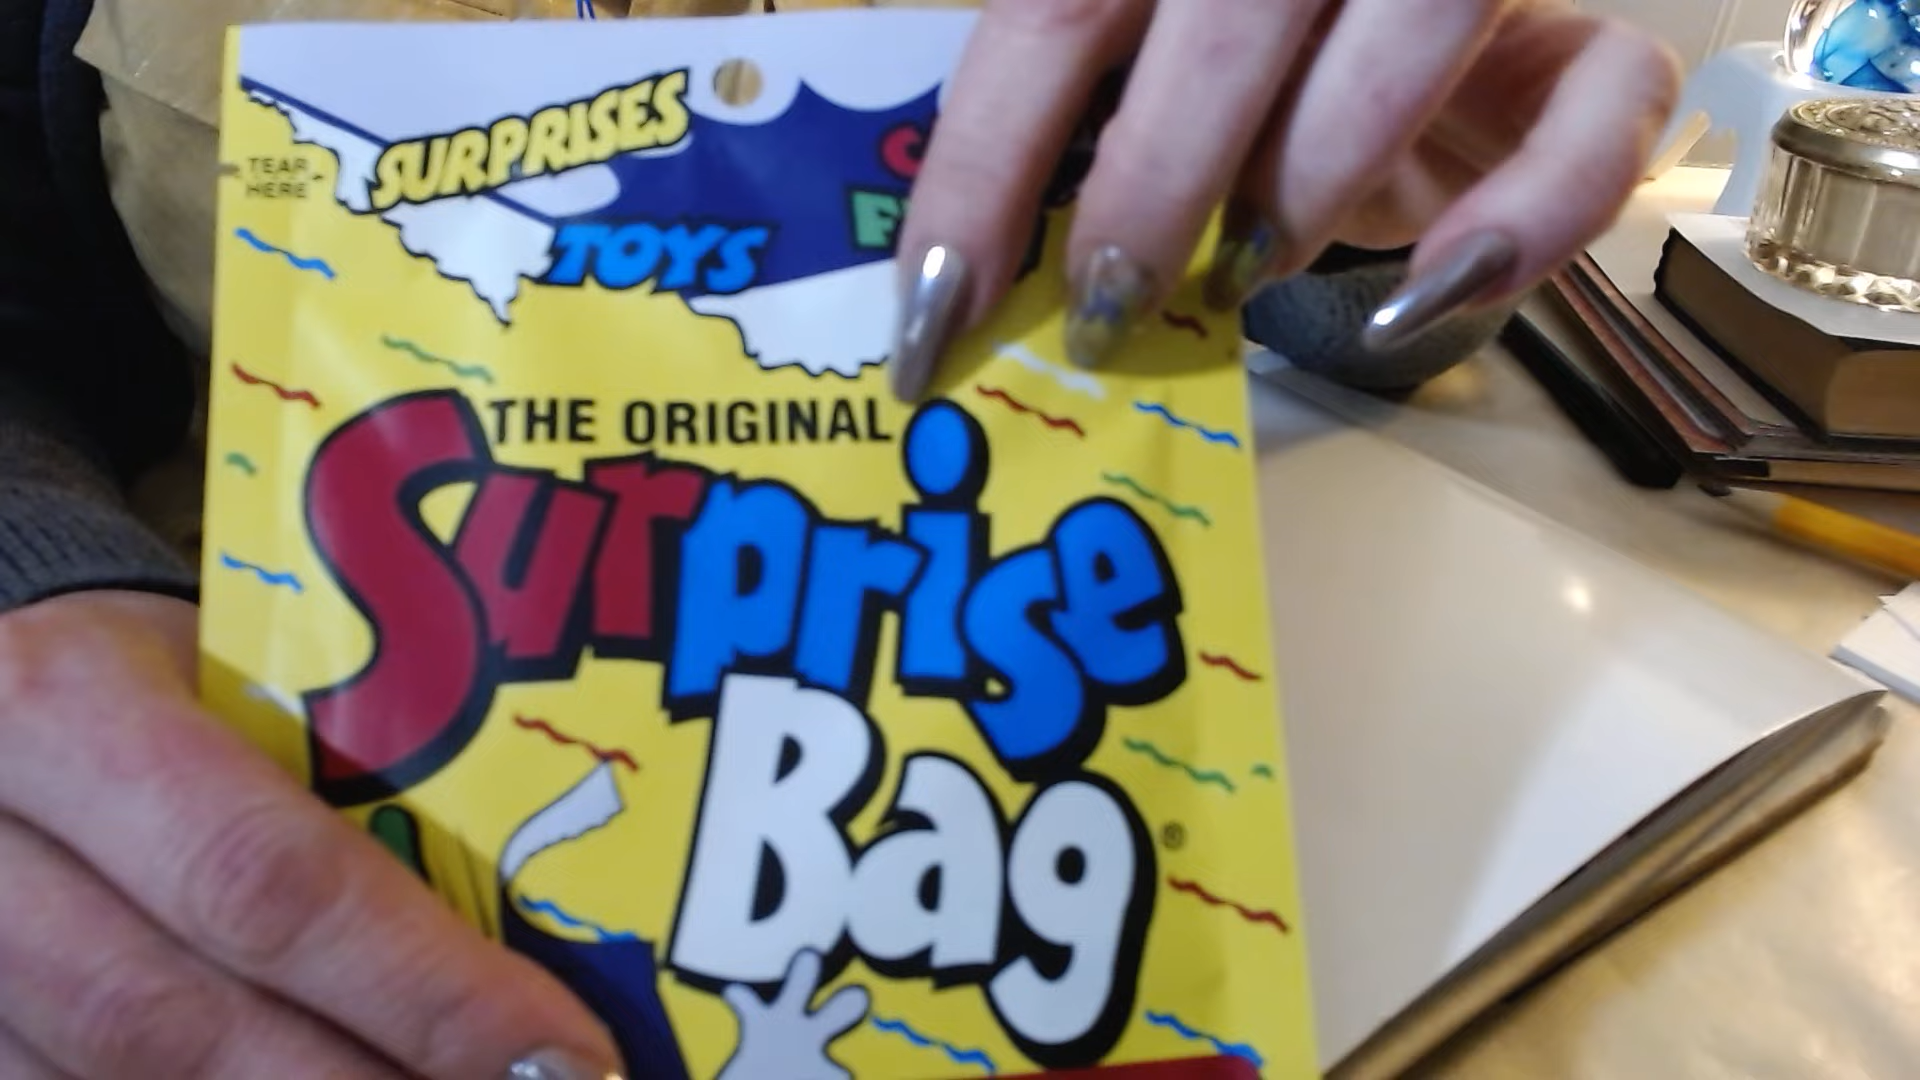 SURPRISES
TEAR
HERE
TOYS
THE ORIGINAL
Surprise
Bag
®